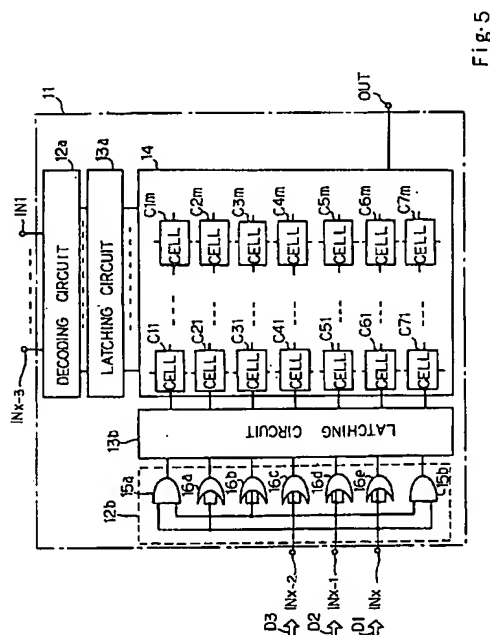 Fig. 5
11
INx-3
IN1
12a
DECODING CIRCUIT
13a
LATCHING CIRCUIT
14
OUT
C11
C1m
CELL
CELL
C21
C2m
CELL
CELL
C31
C3m
CELL
CELL
C41
C4m
CELL
CELL
C51
C5m
CELL
CELL
C61
C6m
CELL
CELL
C71
C7m
CELL
CELL
13b
LATCHING CIRCUIT
12b
15a
16a
16b
16c
16d
16e
15b
D3
INx-2
D2
INx-1
D1
INx